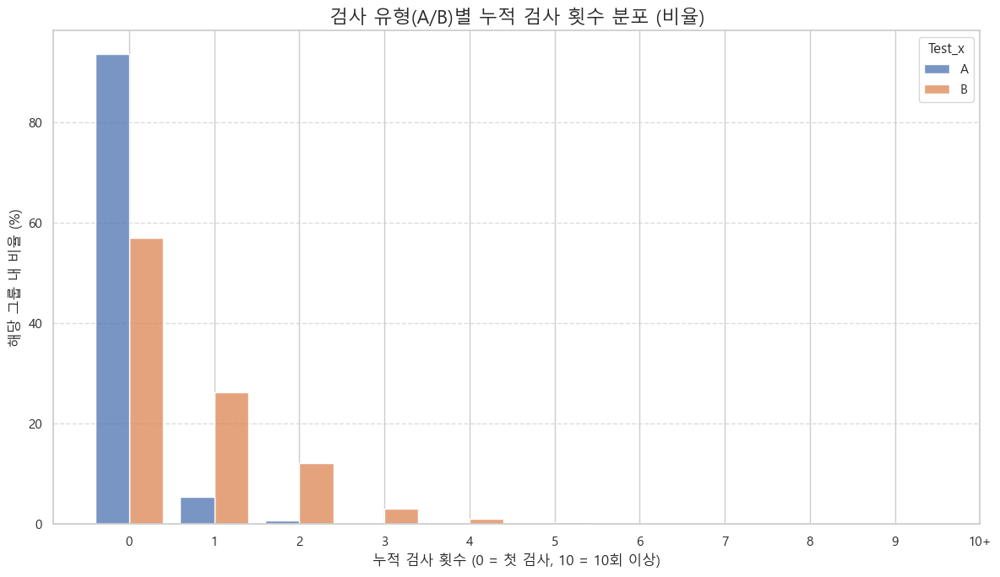 검사 유형(A/B)별 누적 검사 횟수 분포 (비율)
Test_x
A
B
해당 그룹 내 비율 (%)
80
60
40
20
0
0 1 2 3 4 5 6 7 8 9 10+
누적 검사 횟수 (0 = 첫 검사, 10 = 10회 이상)